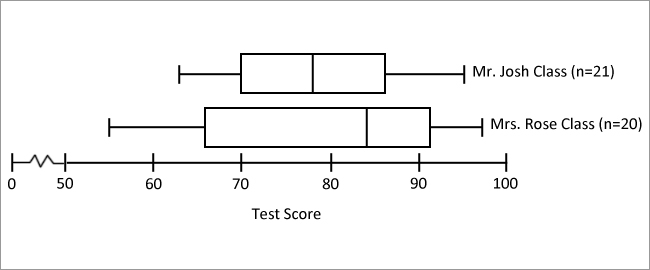 Mr. Josh Class (n=21)
Mrs. Rose Class (n=20)
0 50 60 70 80 90 100
Test Score